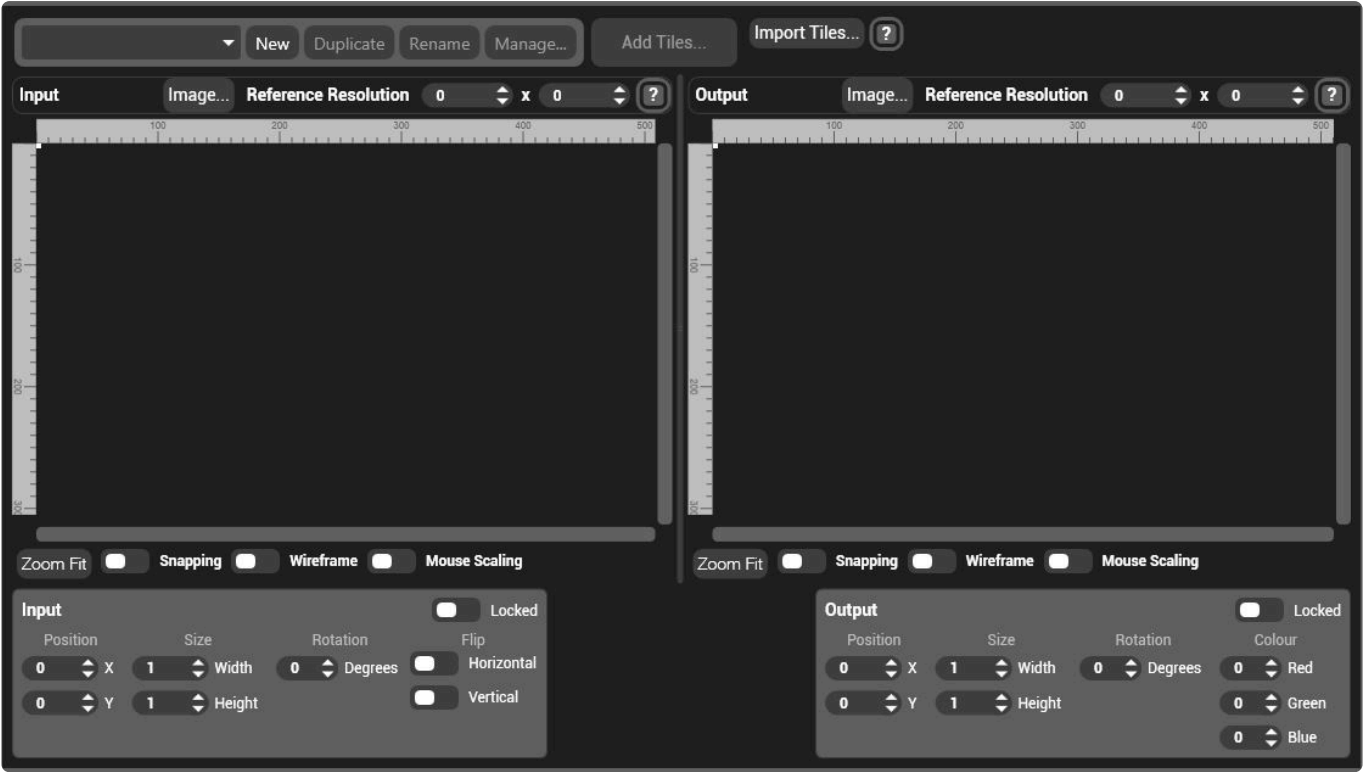 New Duplicate Rename Manage... Add Tiles... Import Tiles... ?
Input Image... Reference Resolution 0 x 0 ?
100 200 300 400 500
100
200
300
Zoom Fit Snapping Wireframe Mouse Scaling
Output Image... Reference Resolution 0 x 0 ?
100 200 300 400 500
100
200
300
Zoom Fit Snapping Wireframe Mouse Scaling
Input Locked
Position Size Rotation Flip
0 X 1 Width 0 Degrees Horizontal
0 Y 1 Height Vertical
Output Locked
Position Size Rotation Colour
0 X 1 Width 0 Degrees 0 Red
0 Y 1 Height 0 Green
0 Blue